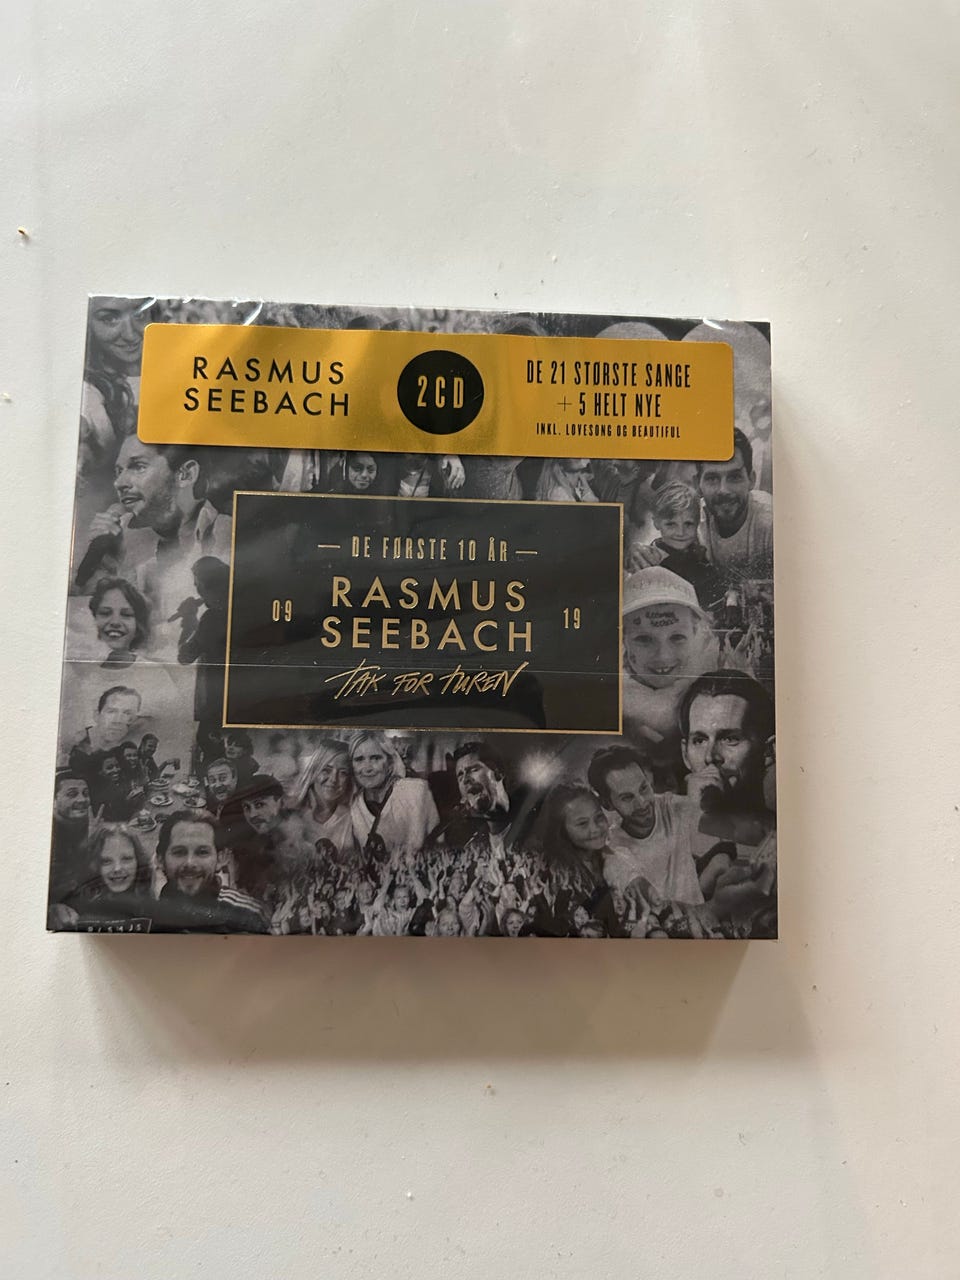 RASMUS
SEEBACH
2CD
DE 21 STØRSTE SANGE
+ 5 HELT NYE
INKL. LOVESONG OG BEAUTIFUL
— DE FØRSTE 10 ÅR —
09
RASMUS
SEEBACH
19
TAK FOR TUREN